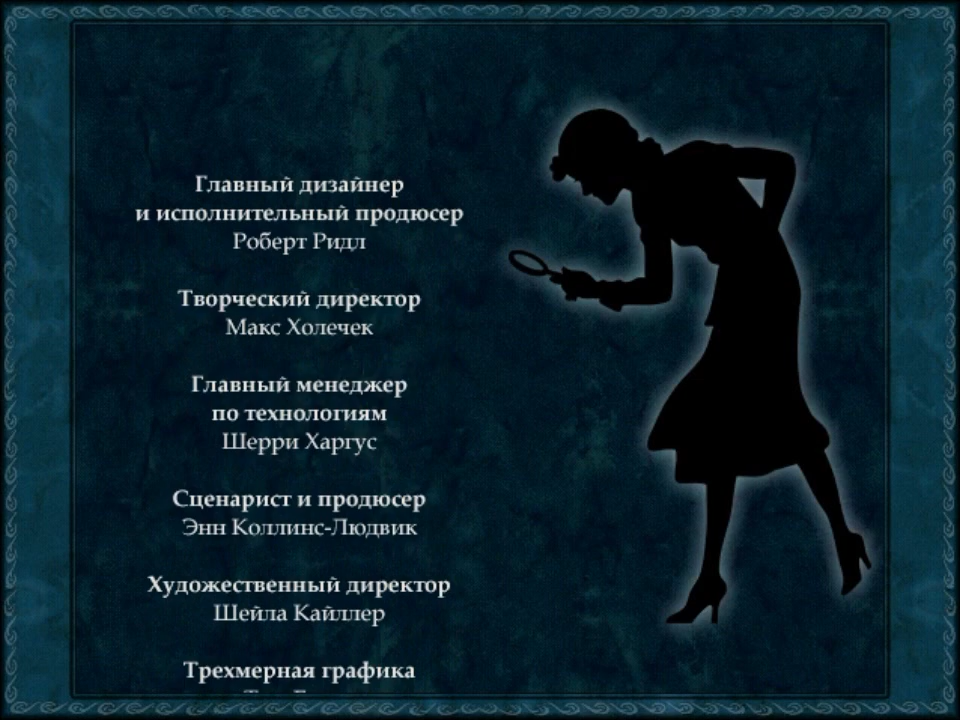 Главный дизайнер
и исполнительный продюсер
Роберт Ридл
Творческий директор
Макс Холечек
Главный менеджер
по технологиям
Шерри Харгус
Сценарист и продюсер
Энн Коллинс-Людвик
Художественный директор
Шейла Кайллер
Трехмерная графика